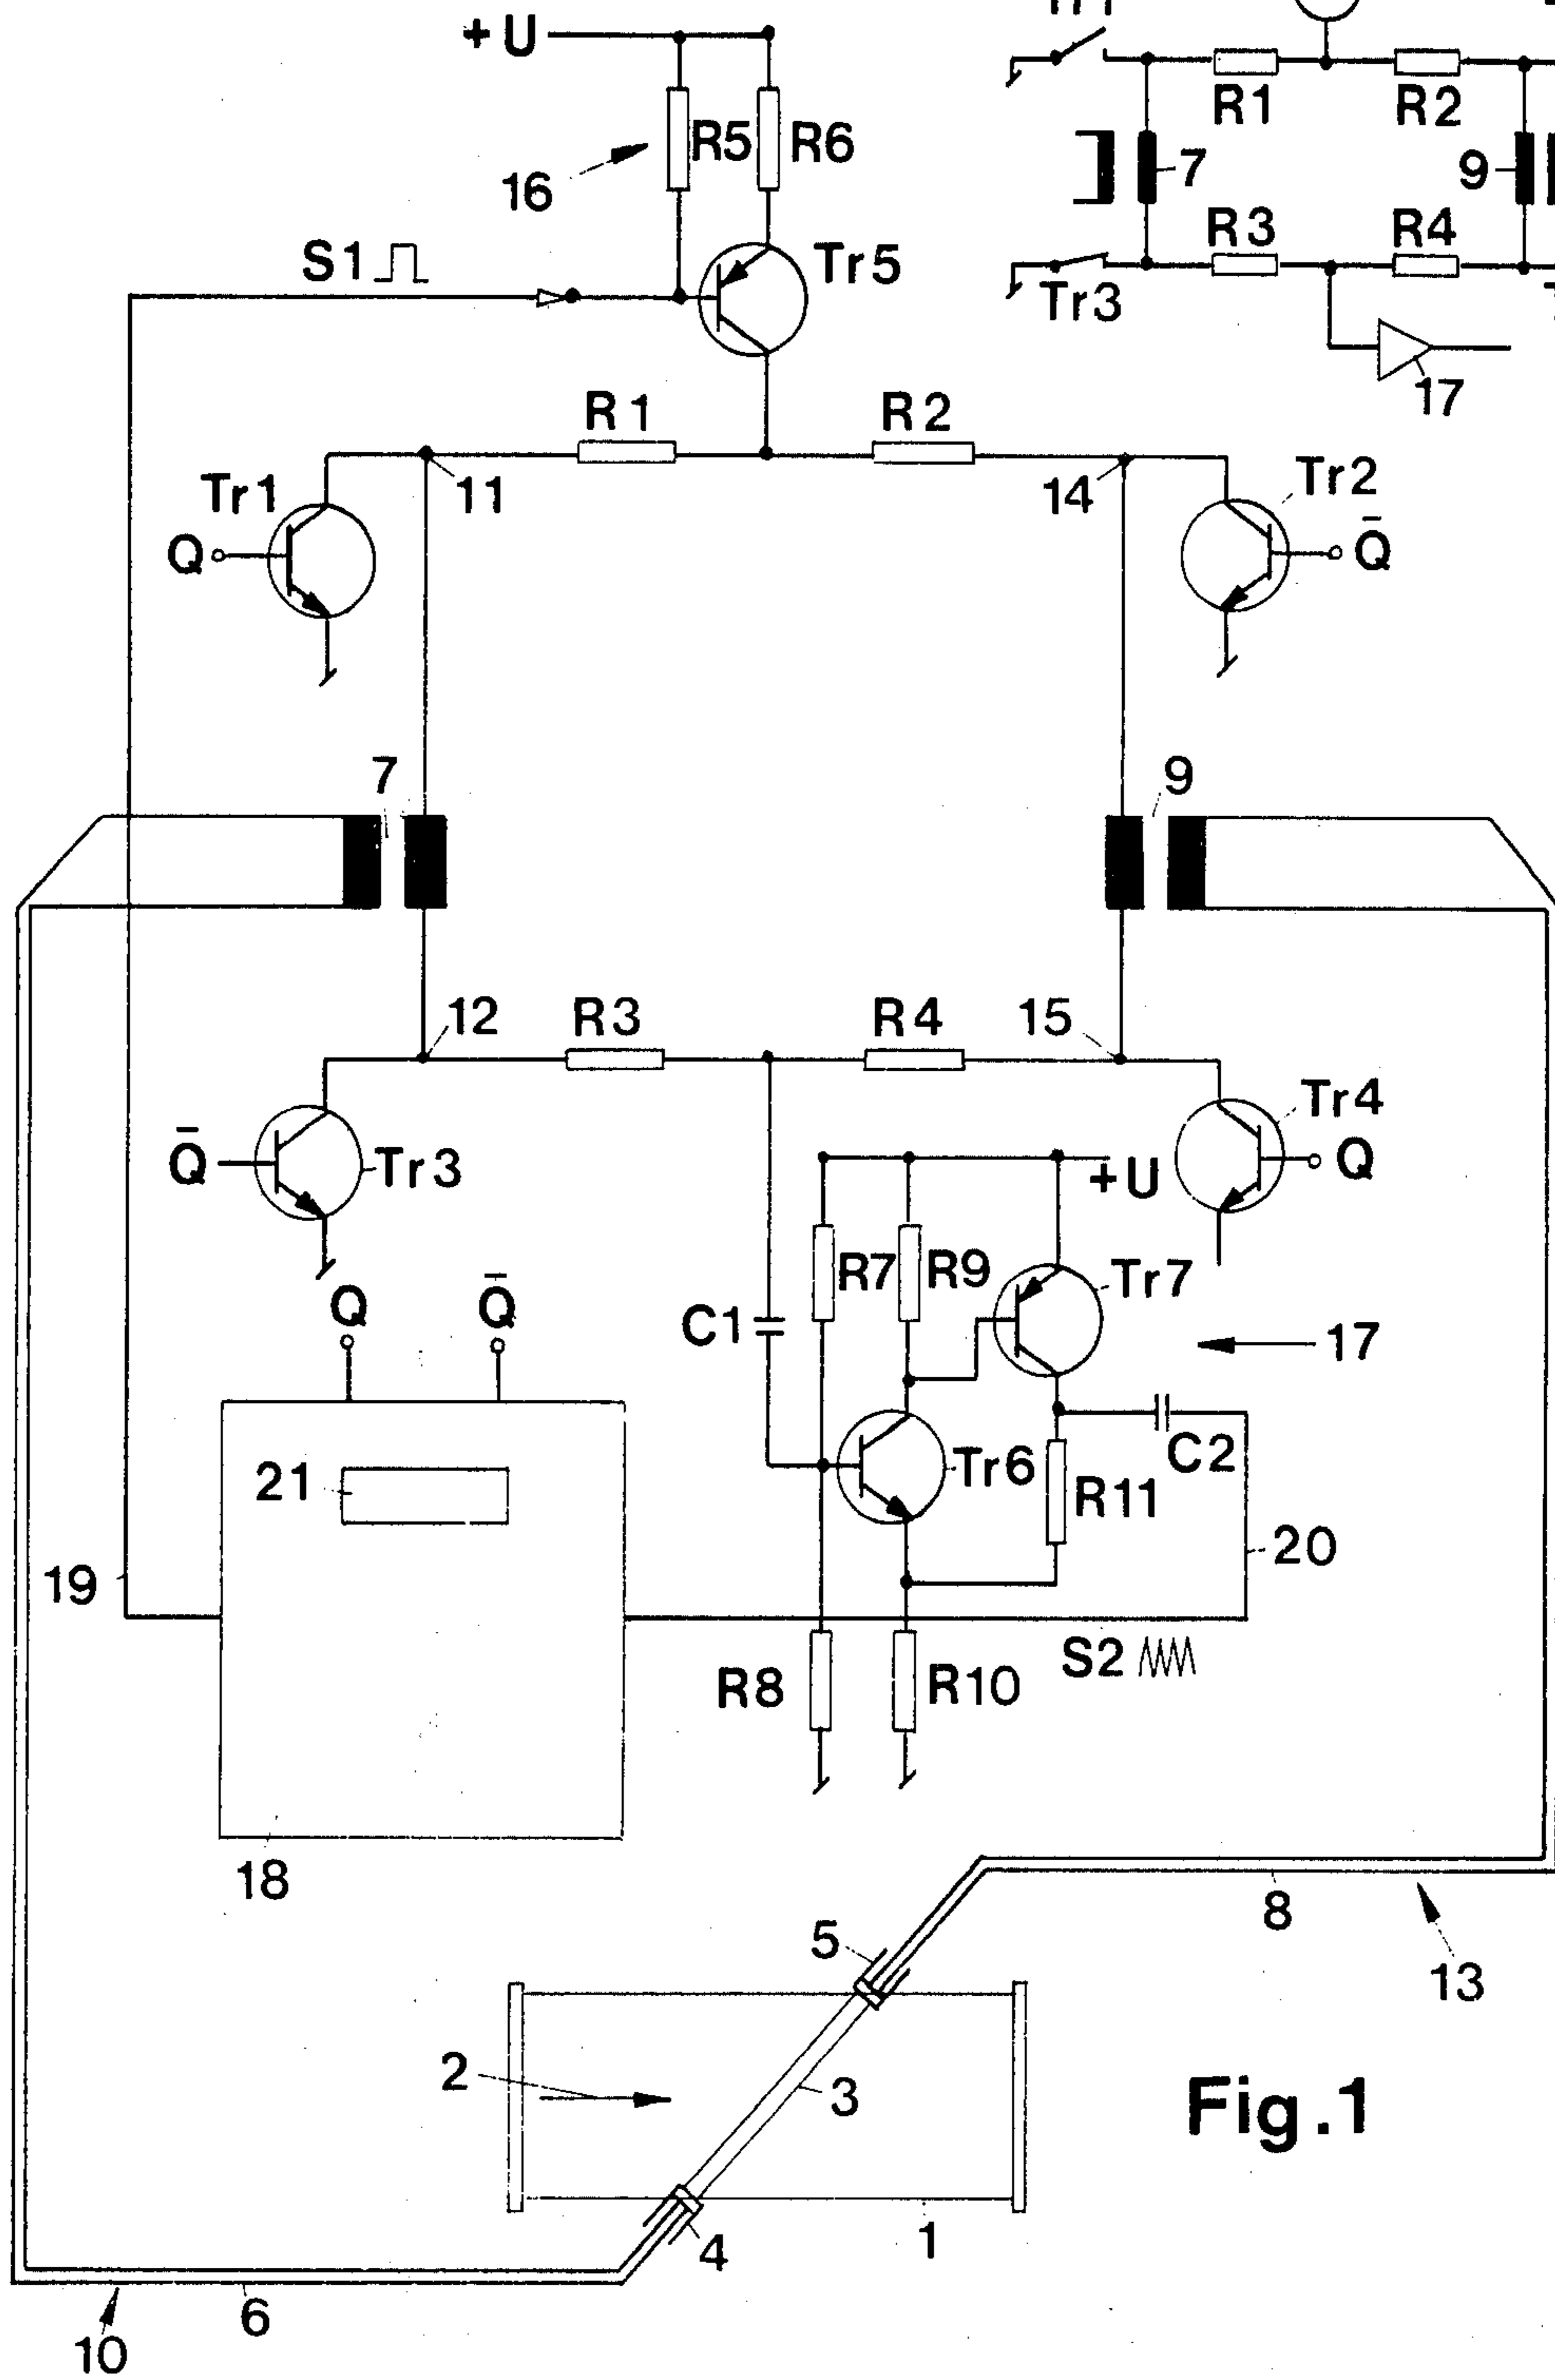 +U
R1 R2
R5 R6
16
7 9
S1
Tr5
R3 R4
Tr3
17
R1 R2
Tr1
11 14
Tr2
Q Q̄
7 9
12 R3 R4 15
Tr4
Q̄ Tr3
+U Q
Q Q̄
R7 R9 Tr7
C1 17
21
Tr6 C2
R11
19 20
S2
R8 R10
18
8
5
13
2
3
Fig.1
4 1
6
10